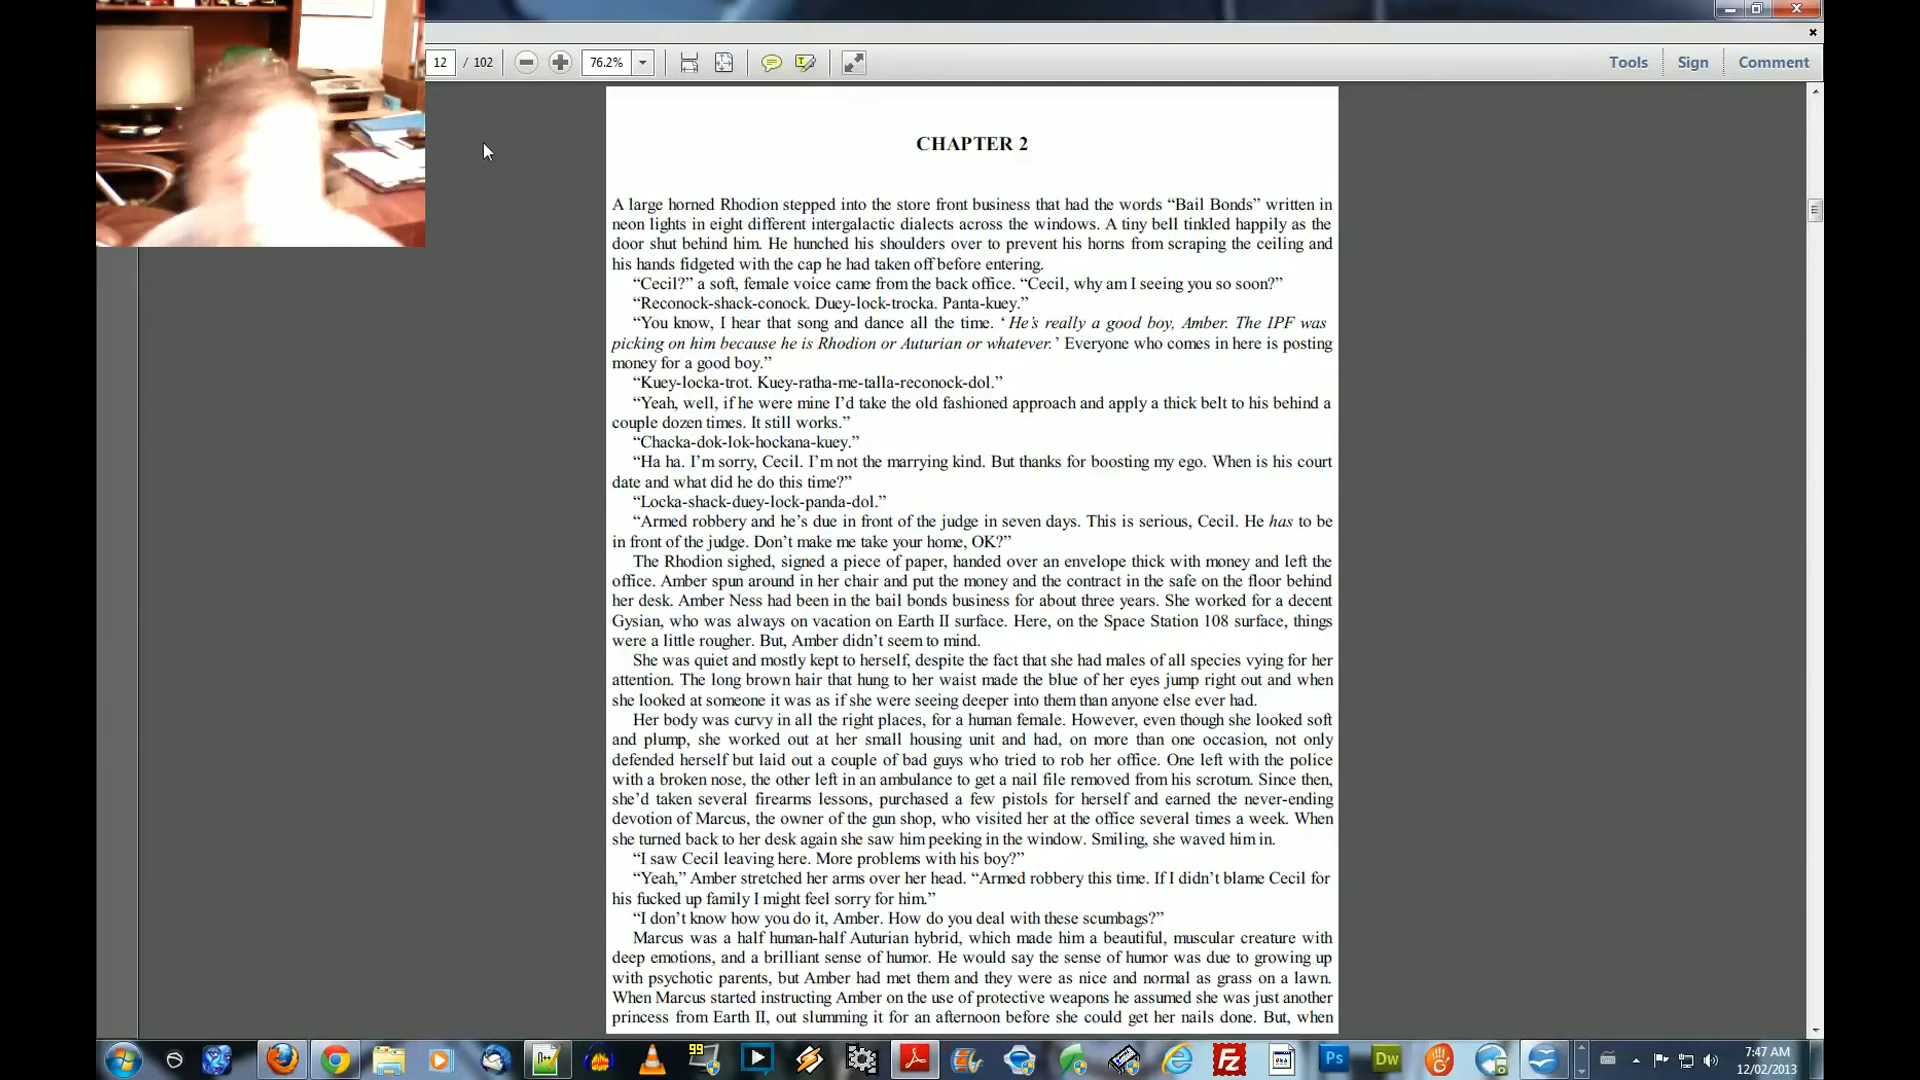 12 / 102
76.2%
Tools
Sign
Comment
CHAPTER 2
A large horned Rhodion stepped into the store front business that had the words “Bail Bonds” written in
neon lights in eight different intergalactic dialects across the windows. A tiny bell tinkled happily as the
door shut behind him. He hunched his shoulders over to prevent his horns from scraping the ceiling and
his hands fidgeted with the cap he had taken off before entering.
“Cecil?” a soft, female voice came from the back office. “Cecil, why am I seeing you so soon?”
“Reconock-shack-conock. Duey-lock-trocka. Panta-kuey.”
“You know, I hear that song and dance all the time. ‘He’s really a good boy, Amber. The IPF was
picking on him because he is Rhodion or Auturian or whatever.’ Everyone who comes in here is posting
money for a good boy.”
“Kuey-locka-trot. Kuey-ratha-me-talla-reconock-dol.”
“Yeah, well, if he were mine I’d take the old fashioned approach and apply a thick belt to his behind a
couple dozen times. It still works.”
“Chacka-dok-lok-hockana-kuey.”
“Ha ha. I’m sorry, Cecil. I’m not the marrying kind. But thanks for boosting my ego. When is his court
date and what did he do this time?”
“Locka-shack-duey-lock-panda-dol.”
“Armed robbery and he’s due in front of the judge in seven days. This is serious, Cecil. He has to be
in front of the judge. Don’t make me take your home, OK?”
The Rhodion sighed, signed a piece of paper, handed over an envelope thick with money and left the
office. Amber spun around in her chair and put the money and the contract in the safe on the floor behind
her desk. Amber Ness had been in the bail bonds business for about three years. She worked for a decent
Gysian, who was always on vacation on Earth II surface. Here, on the Space Station 108 surface, things
were a little rougher. But, Amber didn’t seem to mind.
She was quiet and mostly kept to herself, despite the fact that she had males of all species vying for her
attention. The long brown hair that hung to her waist made the blue of her eyes jump right out and when
she looked at someone it was as if she were seeing deeper into them than anyone else ever had.
Her body was curvy in all the right places, for a human female. However, even though she looked soft
and plump, she worked out at her small housing unit and had, on more than one occasion, not only
defended herself but laid out a couple of bad guys who tried to rob her office. One left with the police
with a broken nose, the other left in an ambulance to get a nail file removed from his scrotum. Since then,
she’d taken several firearms lessons, purchased a few pistols for herself and earned the never-ending
devotion of Marcus, the owner of the gun shop, who visited her at the office several times a week. When
she turned back to her desk again she saw him peeking in the window. Smiling, she waved him in.
“I saw Cecil leaving here. More problems with his boy?”
“Yeah,” Amber stretched her arms over her head. “Armed robbery this time. If I didn’t blame Cecil for
his fucked up family I might feel sorry for him.”
“I don’t know how you do it, Amber. How do you deal with these scumbags?”
Marcus was a half human-half Auturian hybrid, which made him a beautiful, muscular creature with
deep emotions, and a brilliant sense of humor. He would say the sense of humor was due to growing up
with psychotic parents, but Amber had met them and they were as nice and normal as grass on a lawn.
When Marcus started instructing Amber on the use of protective weapons he assumed she was just another
princess from Earth II, out slumming it for an afternoon before she could get her nails done. But, when
99
Ps
Dw
7:47 AM
12/02/2013